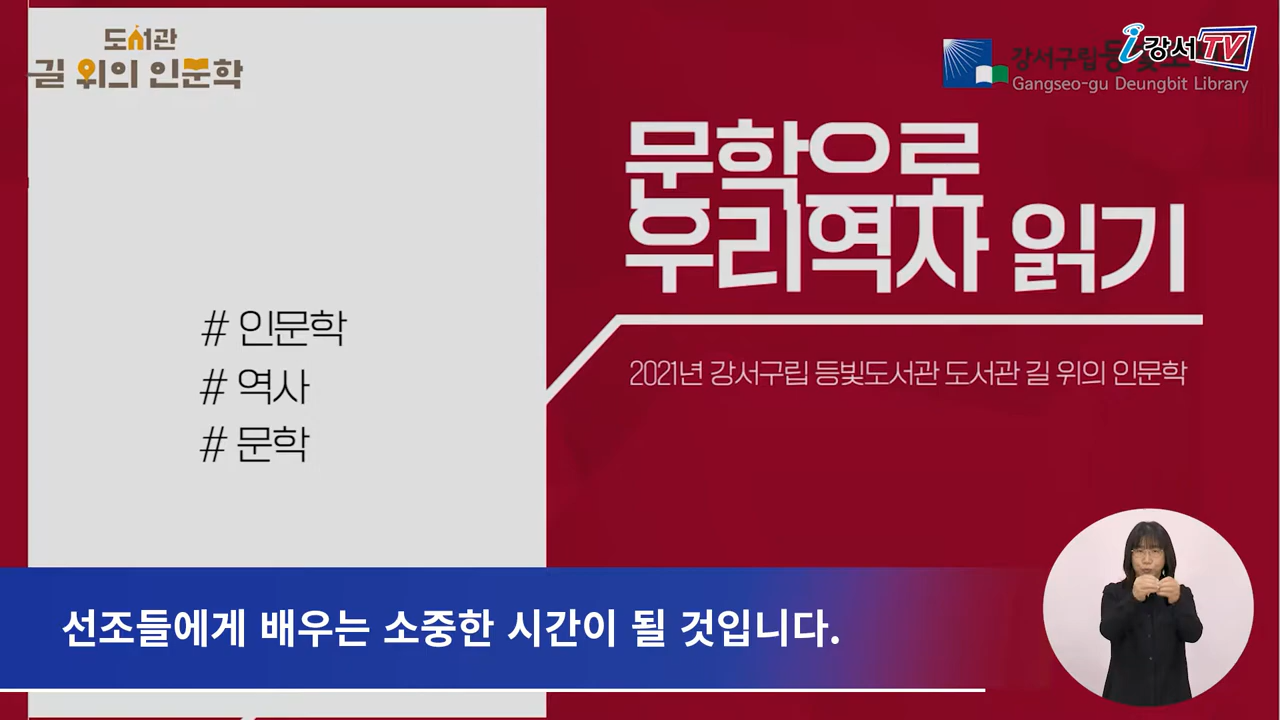 도서관
길 위의 인문학
i강서TV
강서구립등빛도서관
Gangseo-gu Deungbit Library
문학으로
우리역사 읽기
2021년 강서구립 등빛도서관 도서관 길 위의 인문학
# 인문학
# 역사
# 문학
선조들에게 배우는 소중한 시간이 될 것입니다.